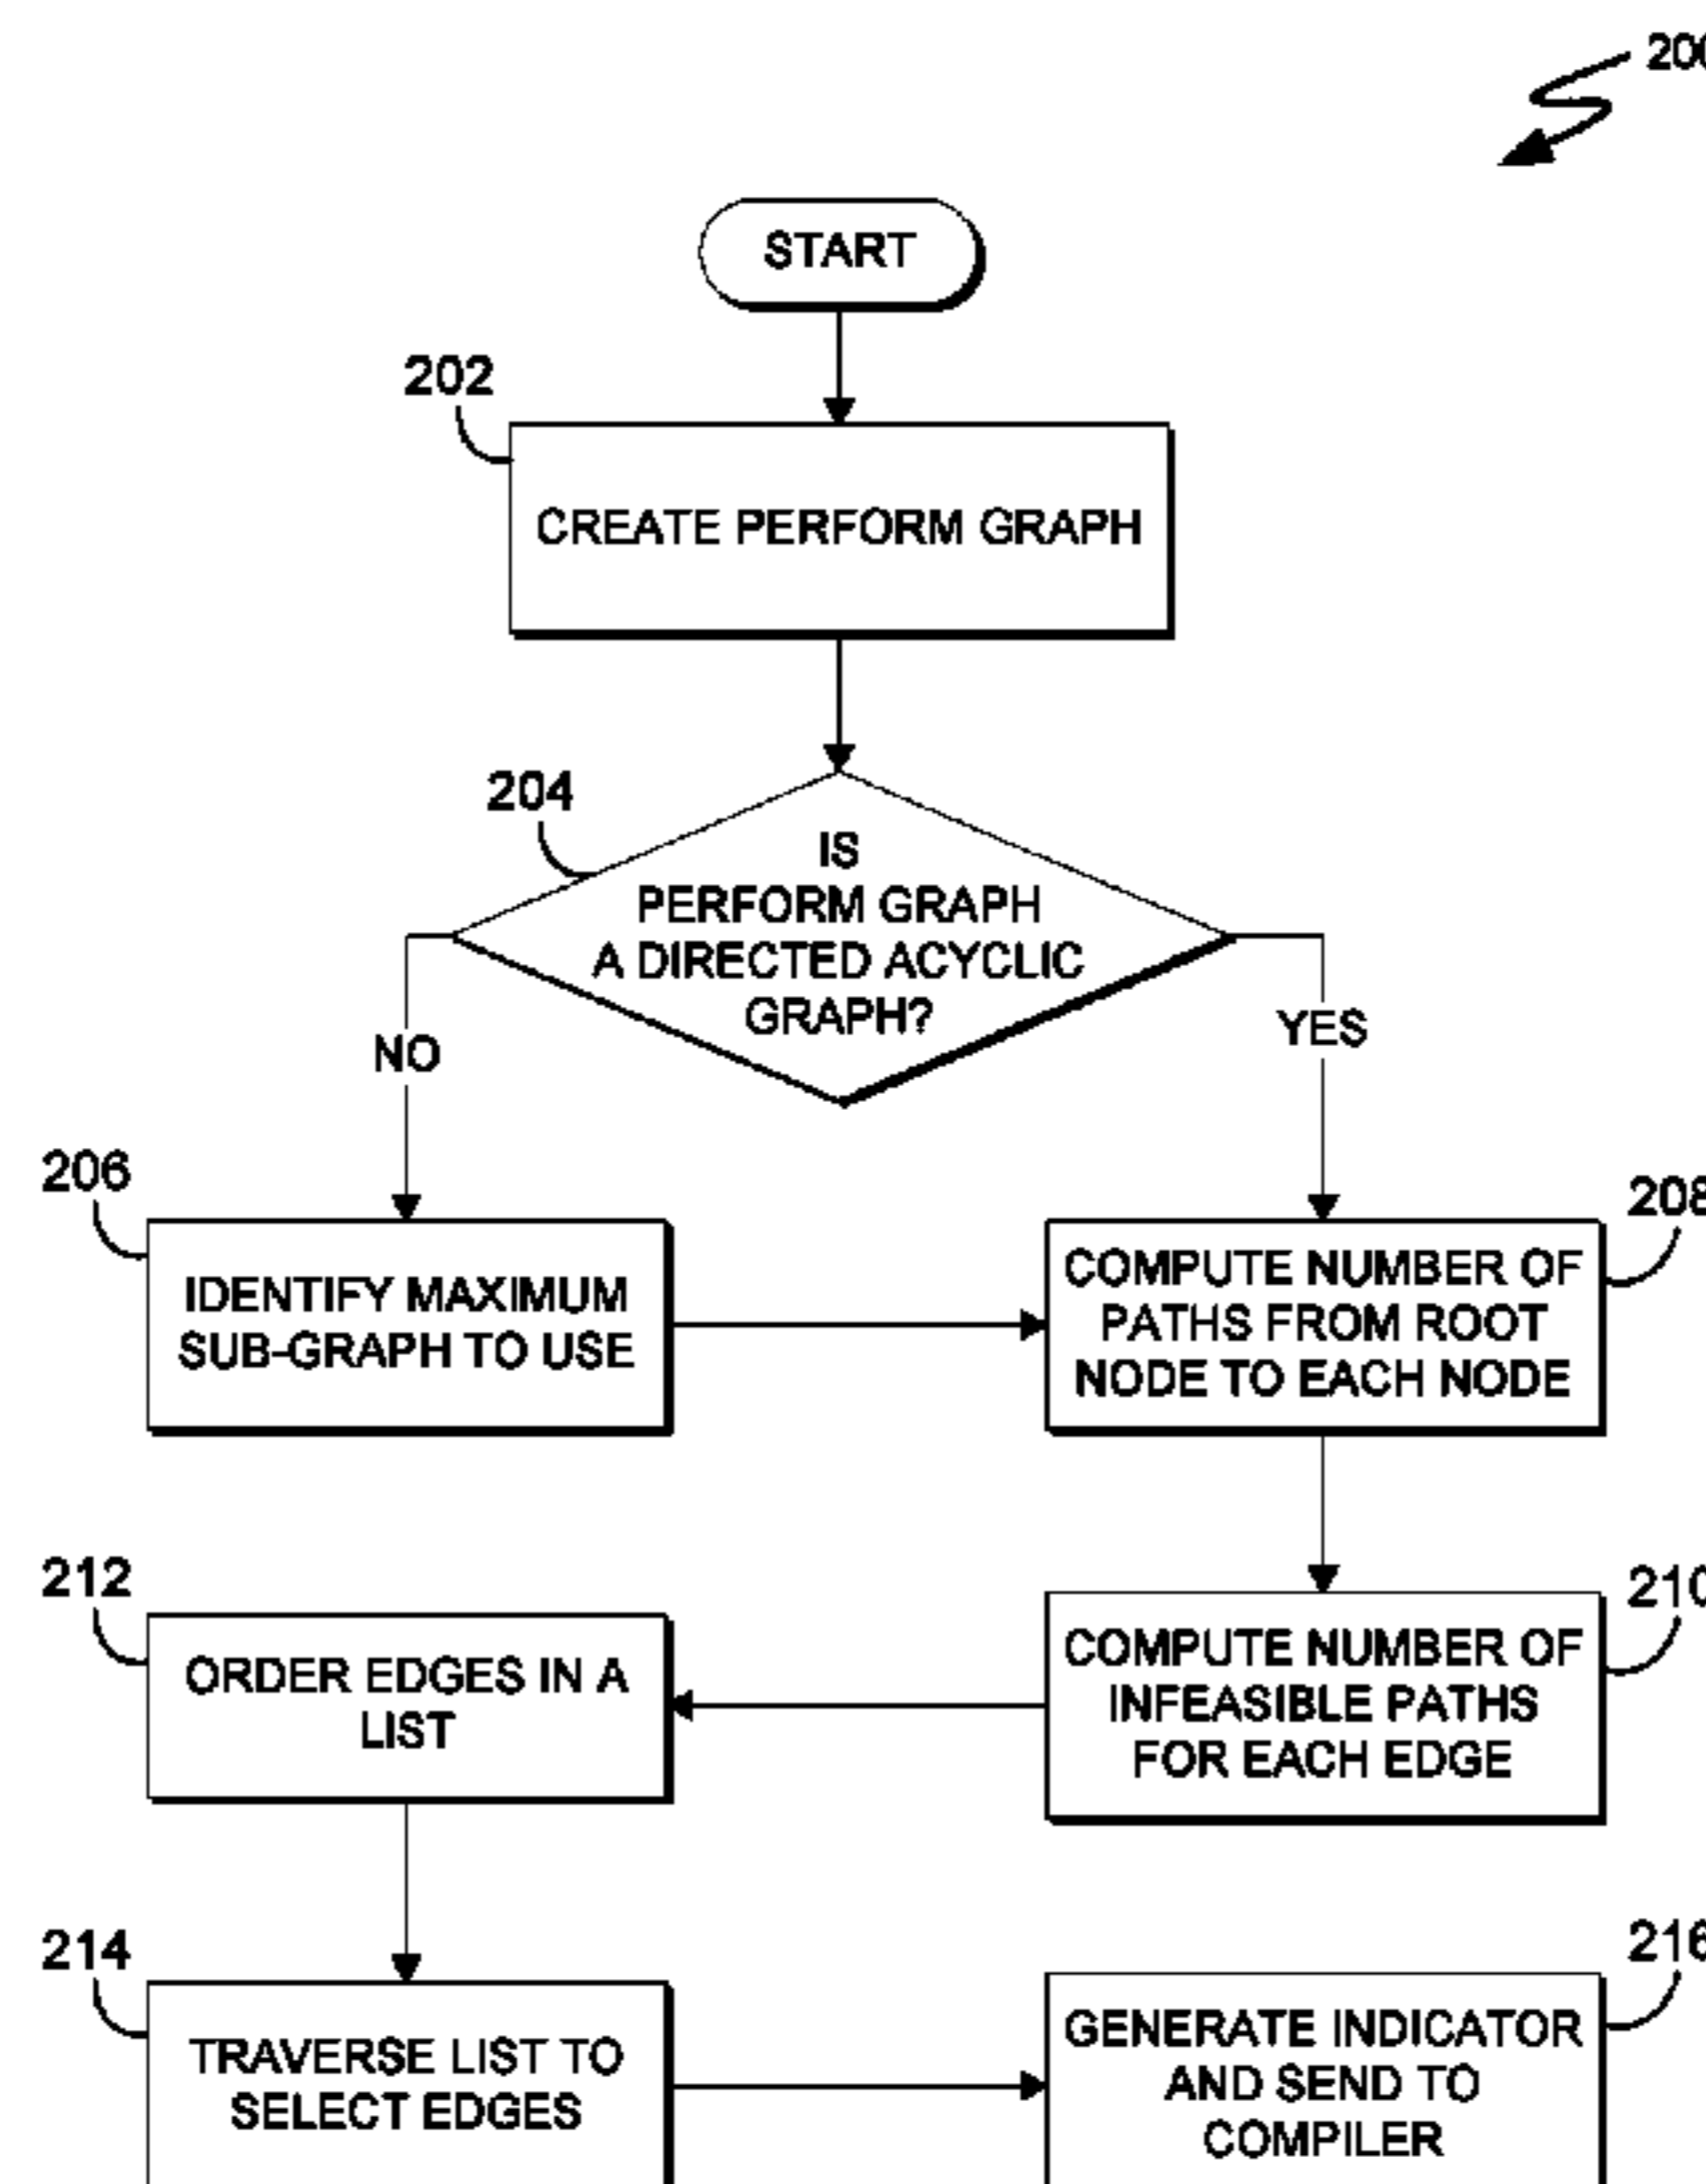 200
START
202
CREATE PERFORM GRAPH
204
IS
PERFORM GRAPH
A DIRECTED ACYCLIC
GRAPH?
NO
YES
206
IDENTIFY MAXIMUM
SUB-GRAPH TO USE
208
COMPUTE NUMBER OF
PATHS FROM ROOT
NODE TO EACH NODE
212
ORDER EDGES IN A
LIST
210
COMPUTE NUMBER OF
INFEASIBLE PATHS
FOR EACH EDGE
214
TRAVERSE LIST TO
SELECT EDGES
216
GENERATE INDICATOR
AND SEND TO
COMPILER